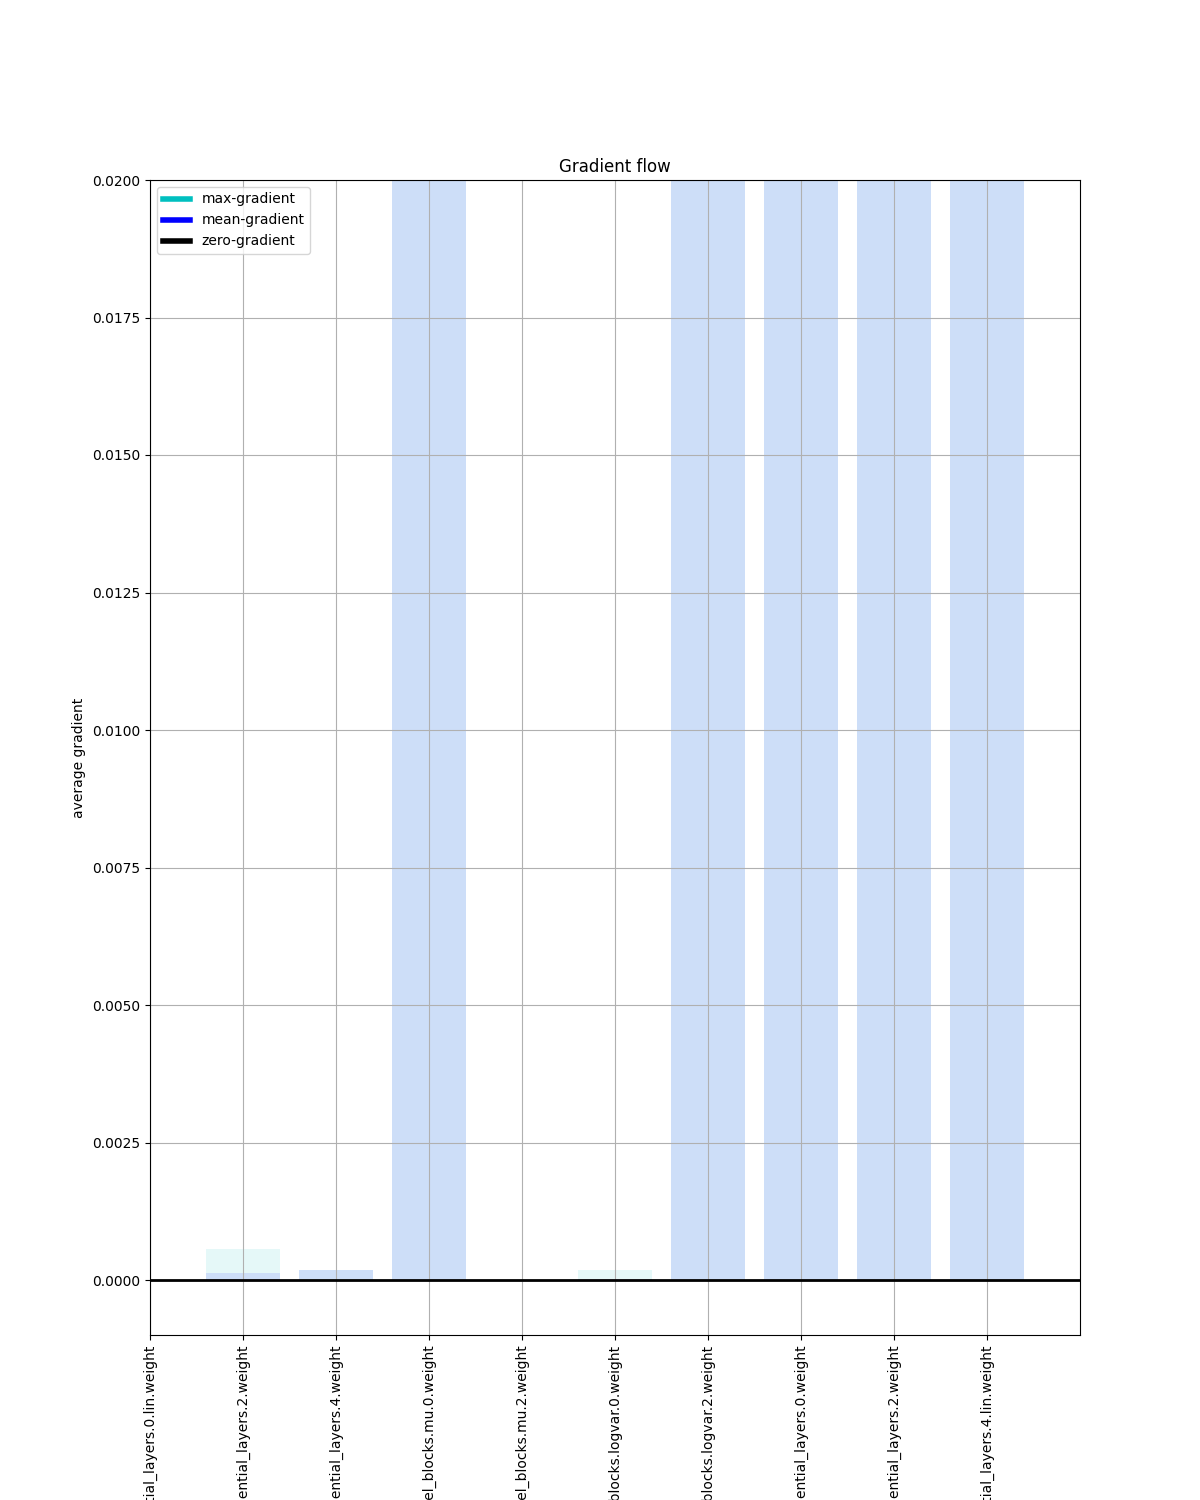 Gradient flow
max-gradient
mean-gradient
zero-gradient
0.0200
0.0175
0.0150
0.0125
0.0100
0.0075
0.0050
0.0025
0.0000
average gradient
tial_layers.0.lin.weight
ential_layers.2.weight
ential_layers.4.weight
el_blocks.mu.0.weight
el_blocks.mu.2.weight
blocks.logvar.0.weight
blocks.logvar.2.weight
ential_layers.0.weight
ential_layers.2.weight
tial_layers.4.lin.weight